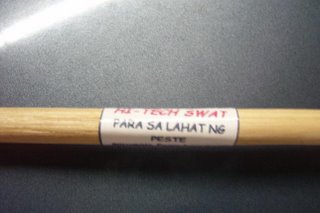 HI-TECH SWAT
PARA SA LAHAT NG
PESTE